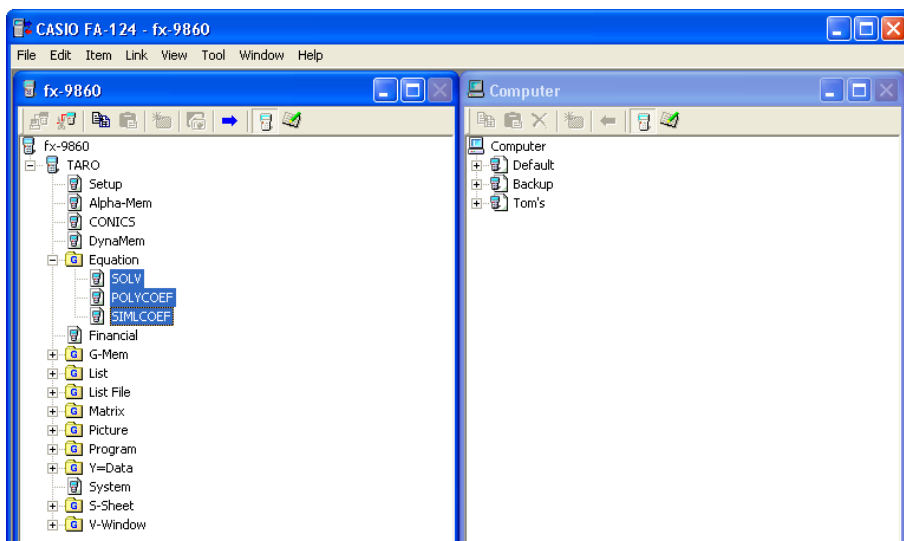 CASIO FA-124 - fx-9860
File Edit Item Link View Tool Window Help
fx-9860
fx-9860
TARO
Setup
Alpha-Mem
CONICS
DynaMem
G Equation
SOLV
POLYCOEF
SIMLCOEF
Financial
G G-Mem
G List
G List File
G Matrix
G Picture
G Program
G Y=Data
System
G S-Sheet
G V-Window
Computer
Computer
Default
Backup
Tom's